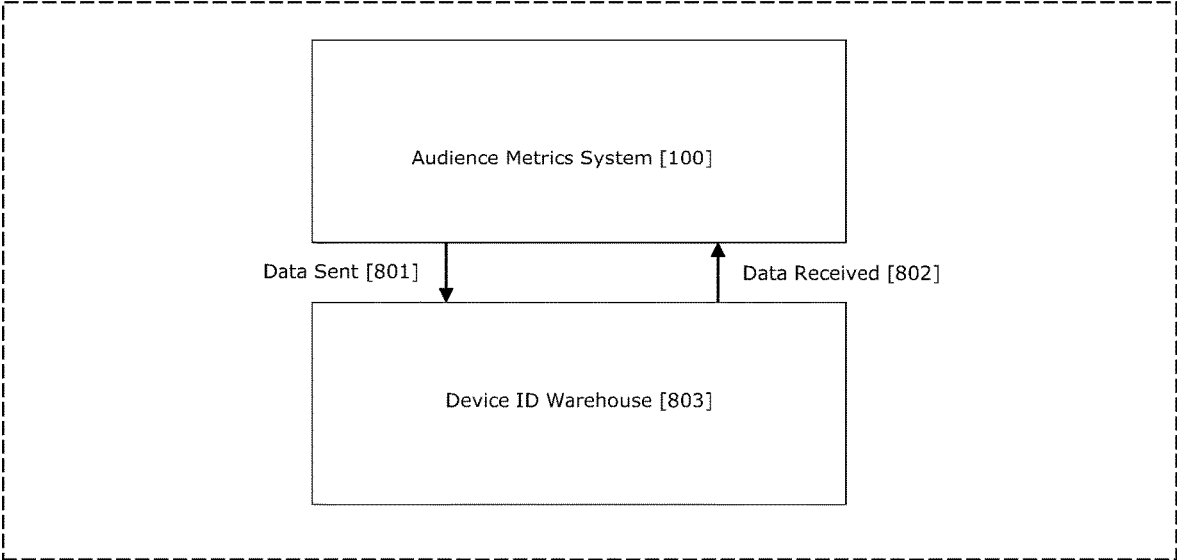 Audience Metrics System [100]
Data Sent [801]
Data Received [802]
Device ID Warehouse [803]